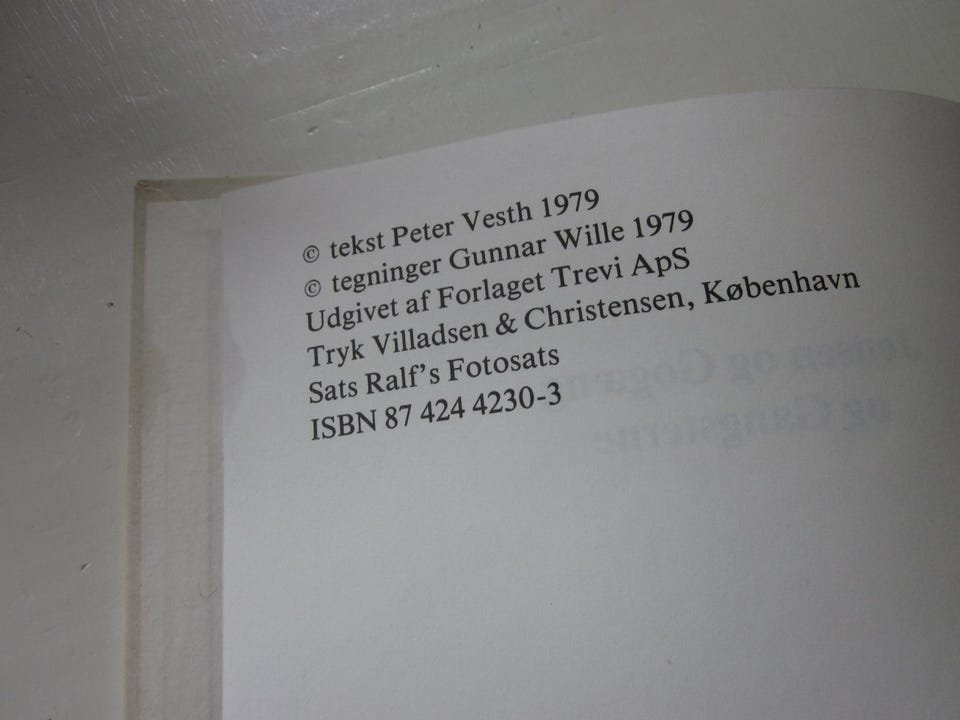 © tekst Peter Vesth 1979
© tegninger Gunnar Wille 1979
Udgivet af Forlaget Trevi ApS
Tryk Villadsen & Christensen, København
Sats Ralf's Fotosats
ISBN 87 424 4230-3